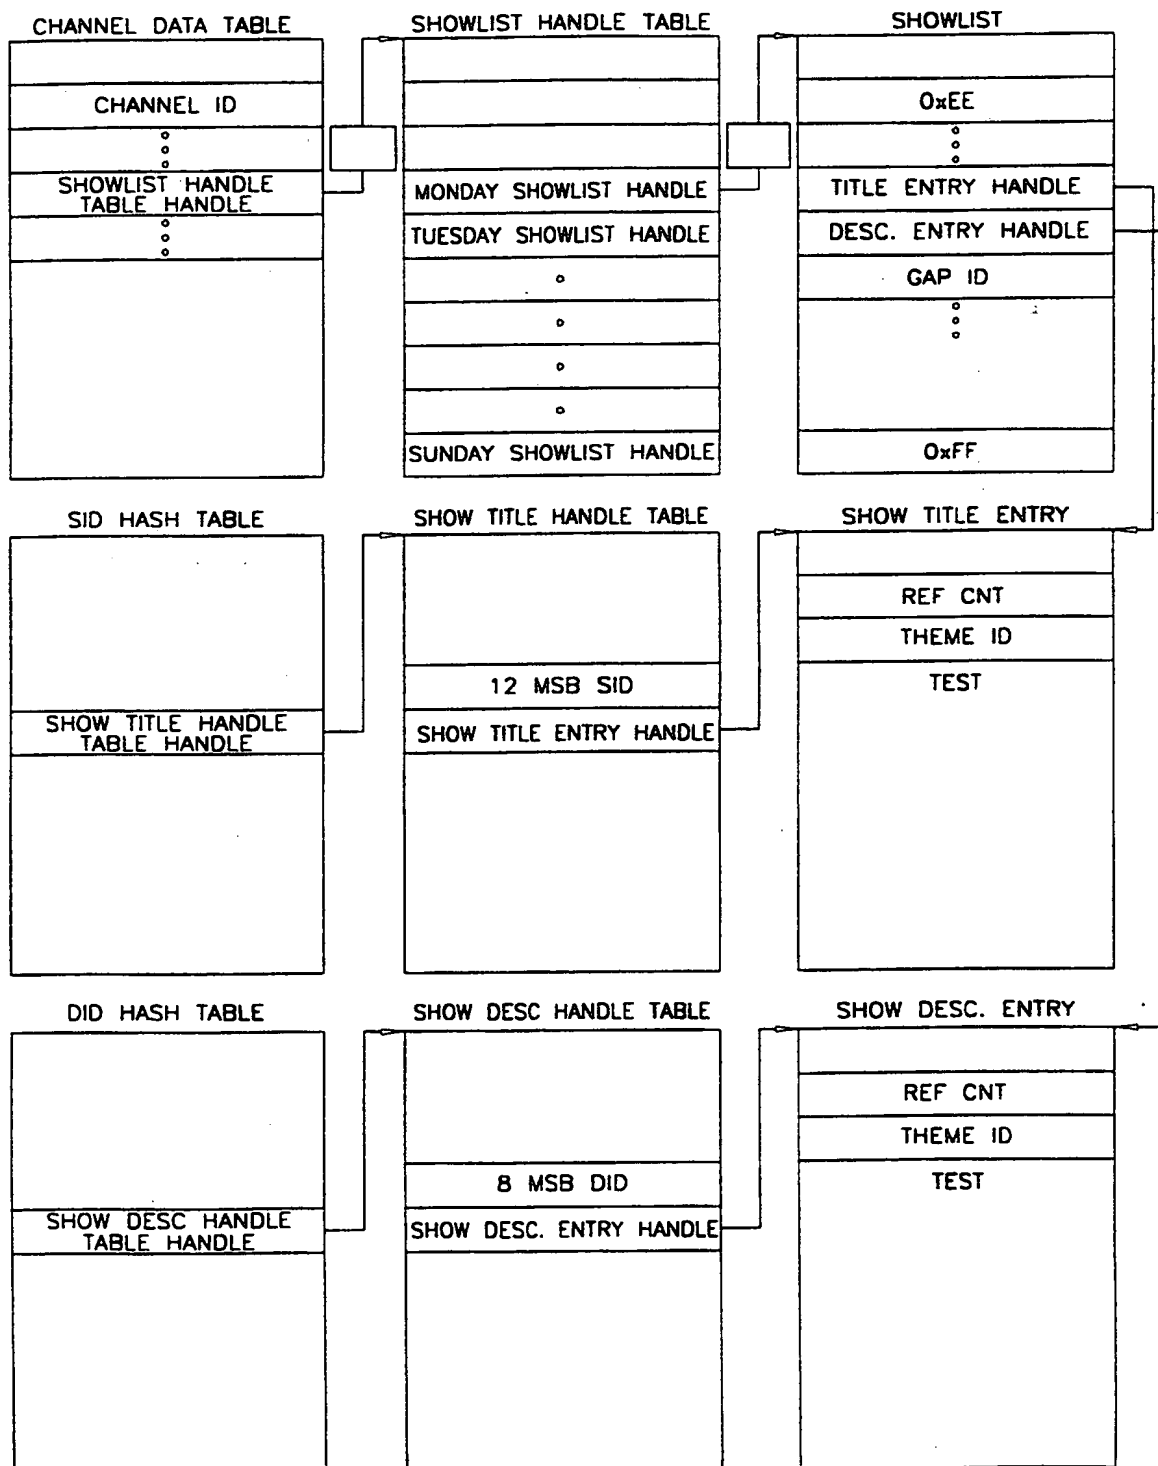 CHANNEL DATA TABLE
CHANNEL ID
SHOWLIST HANDLE
TABLE HANDLE
SHOWLIST HANDLE TABLE
MONDAY SHOWLIST HANDLE
TUESDAY SHOWLIST HANDLE
SUNDAY SHOWLIST HANDLE
SHOWLIST
0xEE
TITLE ENTRY HANDLE
DESC. ENTRY HANDLE
GAP ID
0xFF
SID HASH TABLE
SHOW TITLE HANDLE
TABLE HANDLE
SHOW TITLE HANDLE TABLE
12 MSB SID
SHOW TITLE ENTRY HANDLE
SHOW TITLE ENTRY
REF CNT
THEME ID
TEST
DID HASH TABLE
SHOW DESC HANDLE
TABLE HANDLE
SHOW DESC HANDLE TABLE
8 MSB DID
SHOW DESC. ENTRY HANDLE
SHOW DESC. ENTRY
REF CNT
THEME ID
TEST